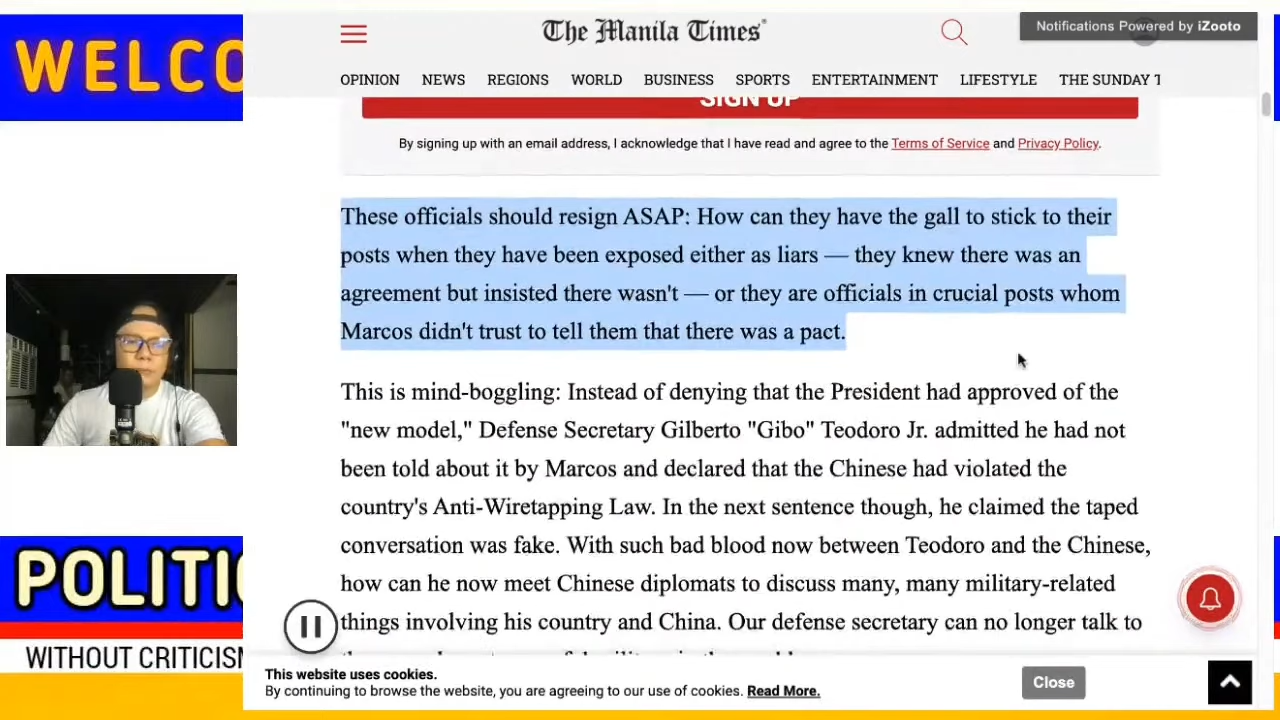 WELCO
The Manila Times
Notifications Powered by iZooto
OPINION NEWS REGIONS WORLD BUSINESS SPORTS ENTERTAINMENT LIFESTYLE THE SUNDAY T
SIGN UP
By signing up with an email address, I acknowledge that I have read and agree to the Terms of Service and Privacy Policy.
These officials should resign ASAP: How can they have the gall to stick to their
posts when they have been exposed either as liars — they knew there was an
agreement but insisted there wasn't — or they are officials in crucial posts whom
Marcos didn't trust to tell them that there was a pact.
This is mind-boggling: Instead of denying that the President had approved of the
"new model," Defense Secretary Gilberto "Gibo" Teodoro Jr. admitted he had not
been told about it by Marcos and declared that the Chinese had violated the
country's Anti-Wiretapping Law. In the next sentence though, he claimed the taped
conversation was fake. With such bad blood now between Teodoro and the Chinese,
how can he now meet Chinese diplomats to discuss many, many military-related
things involving his country and China. Our defense secretary can no longer talk to
POLITIC
WITHOUT CRITICISM
This website uses cookies.
By continuing to browse the website, you are agreeing to our use of cookies. Read More.
Close